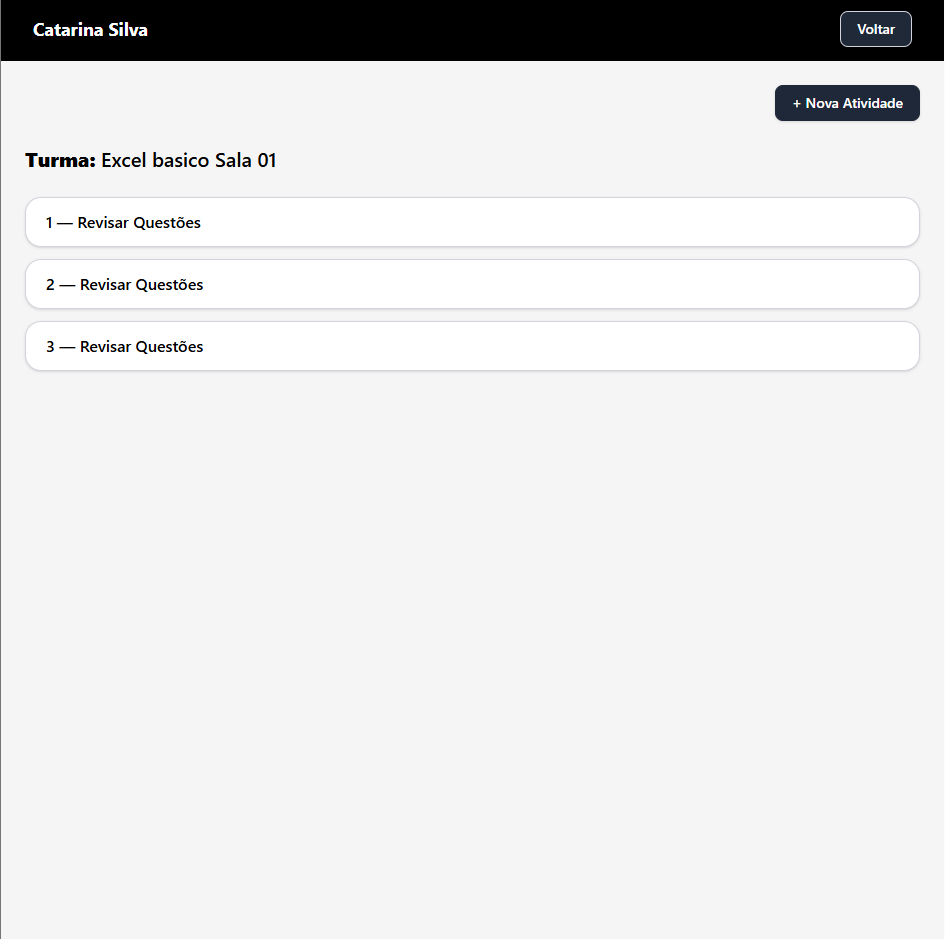 Catarina Silva
Voltar
+ Nova Atividade
Turma: Excel basico Sala 01
1 — Revisar Questões
2 — Revisar Questões
3 — Revisar Questões